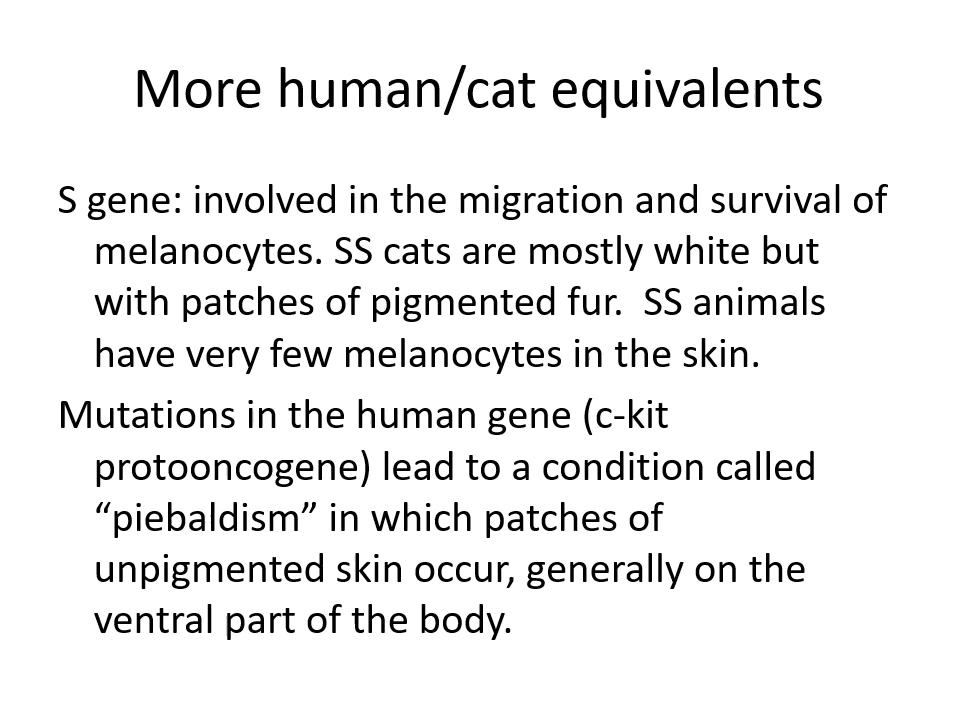 More human/cat equivalents
S gene: involved in the migration and survival of
melanocytes. SS cats are mostly white but
with patches of pigmented fur.  SS animals
have very few melanocytes in the skin.
Mutations in the human gene (c-kit
protooncogene) lead to a condition called
“piebaldism” in which patches of
unpigmented skin occur, generally on the
ventral part of the body.